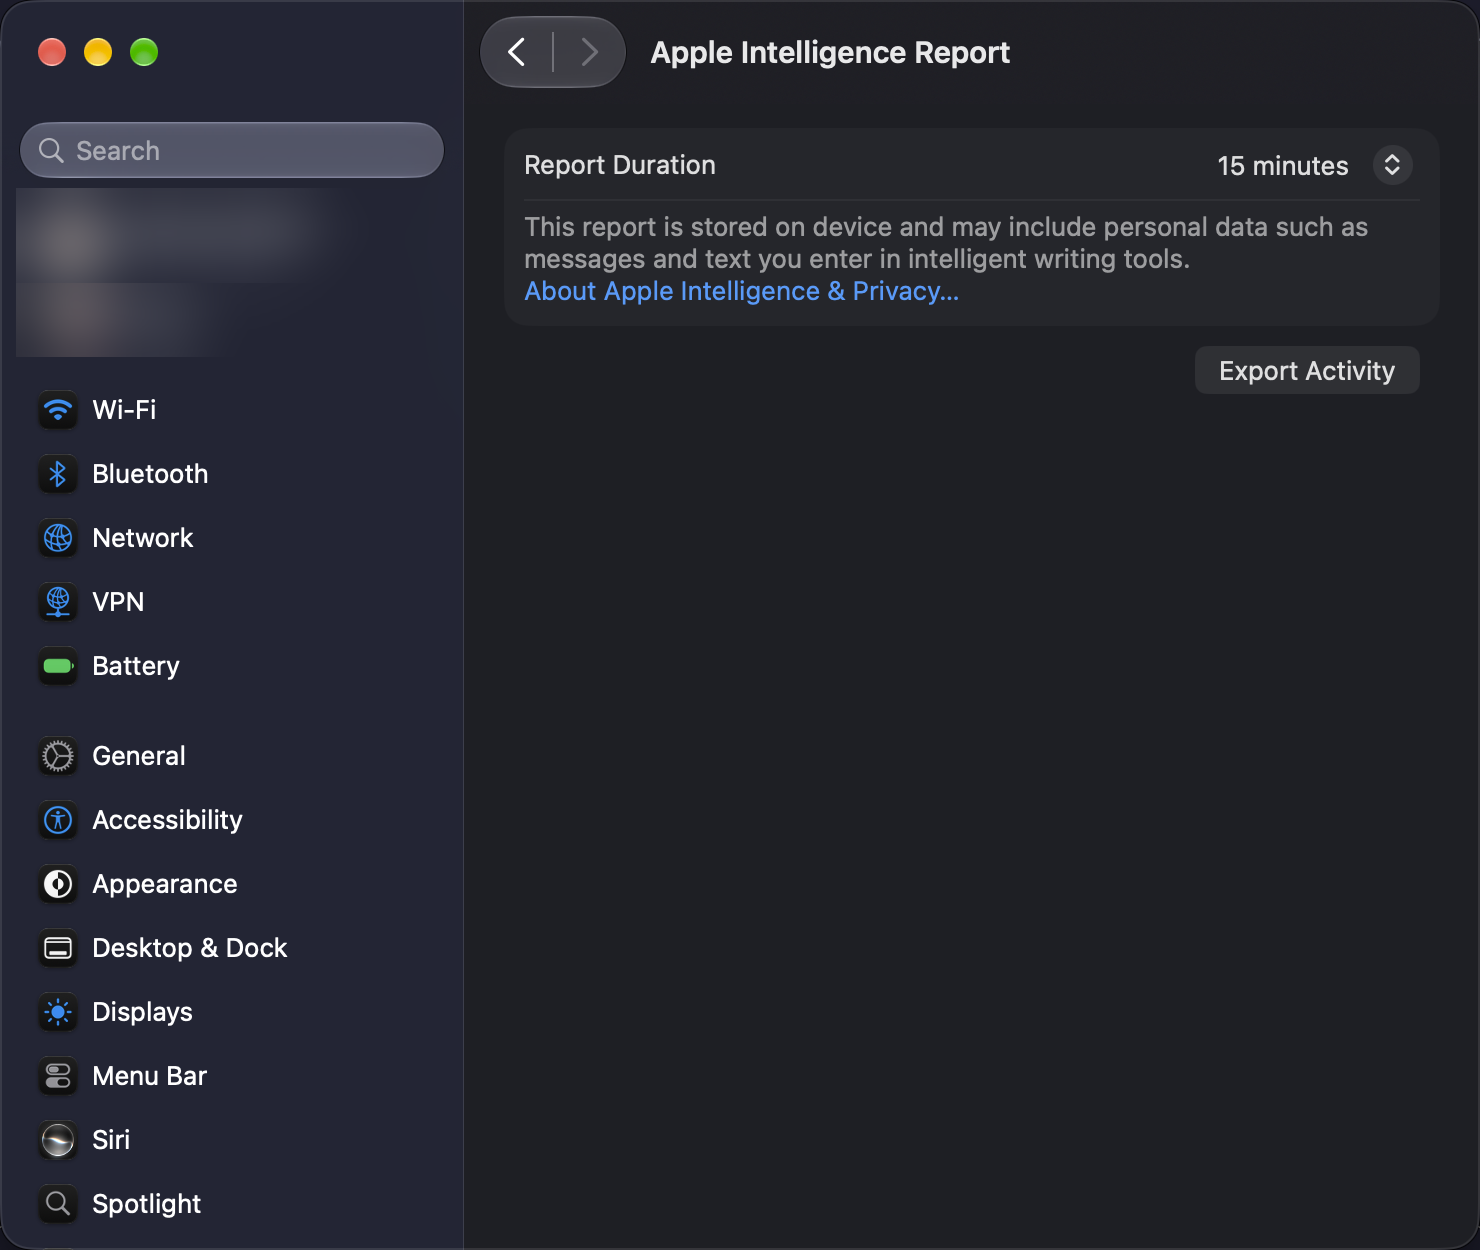 Search
Wi-Fi
Bluetooth
Network
VPN
Battery
General
Accessibility
Appearance
Desktop & Dock
Displays
Menu Bar
Siri
Spotlight
Apple Intelligence Report
Report Duration
15 minutes
This report is stored on device and may include personal data such as
messages and text you enter in intelligent writing tools.
About Apple Intelligence & Privacy...
Export Activity